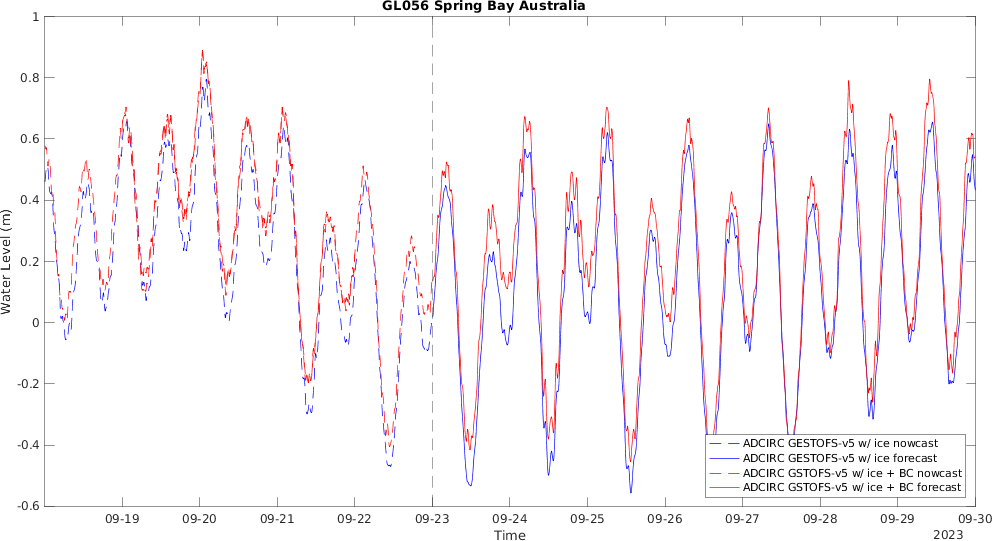 GL056 Spring Bay Australia
Water Level (m)
1
0.8
0.6
0.4
0.2
0
-0.2
-0.4
-0.6
ADCIRC GESTOFS-v5 w/ ice nowcast
ADCIRC GESTOFS-v5 w/ ice forecast
ADCIRC GSTOFS-v5 w/ ice + BC nowcast
ADCIRC GSTOFS-v5 w/ ice + BC forecast
09-19 09-20 09-21 09-22 09-23 09-24 09-25 09-26 09-27 09-28 09-29 09-30
Time
2023